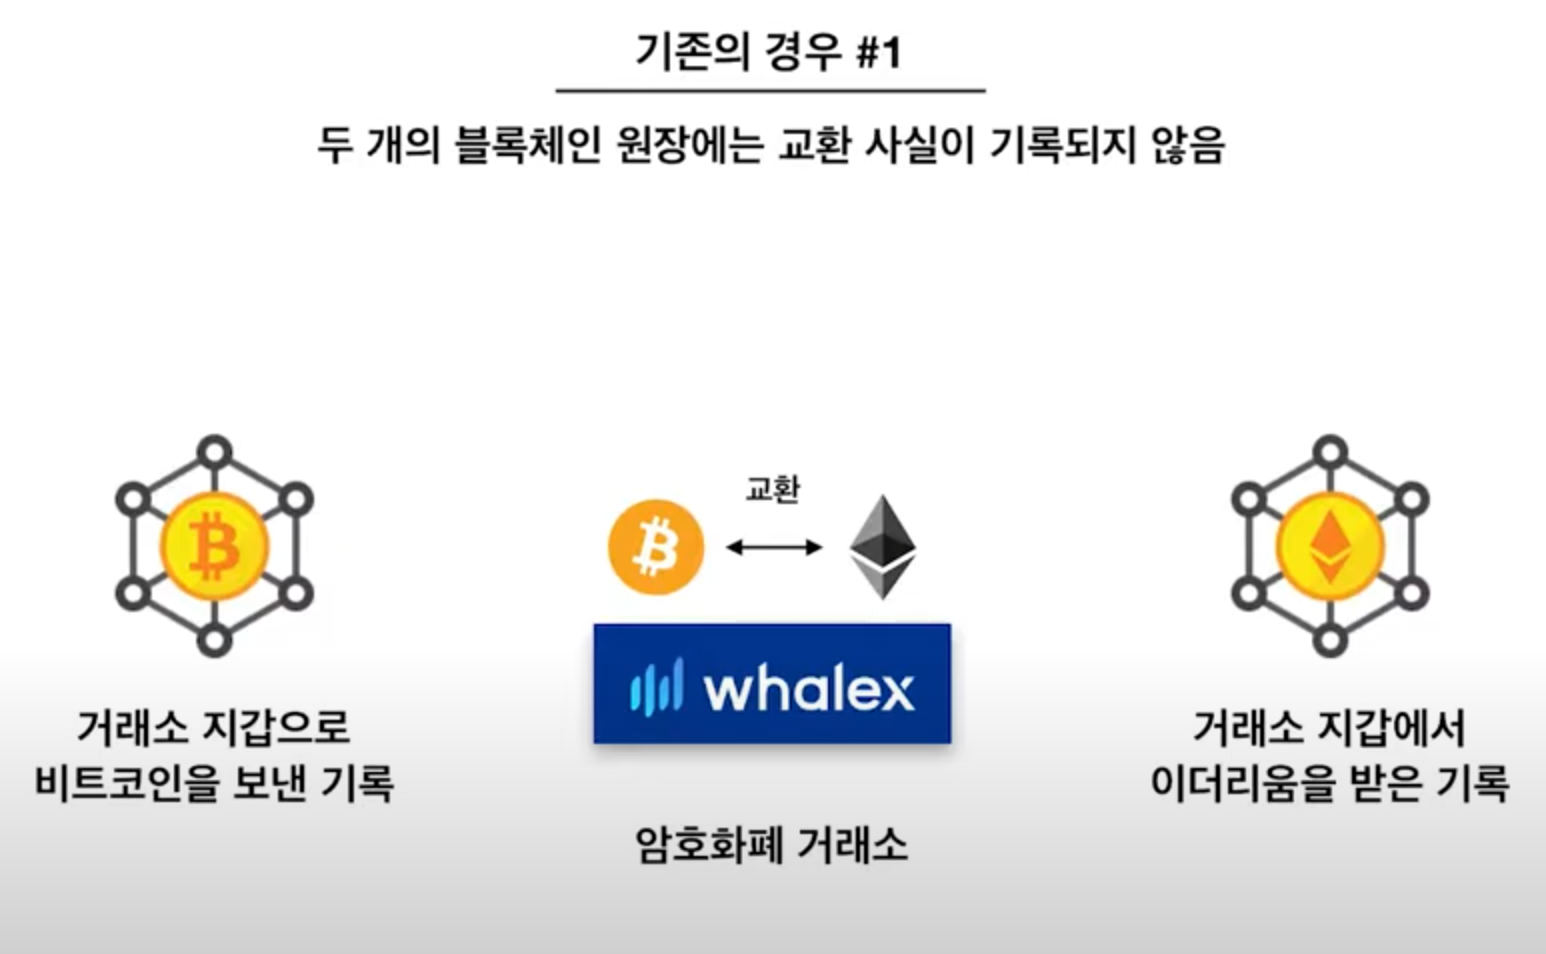 기존의 경우 #1
두 개의 블록체인 원장에는 교환 사실이 기록되지 않음
교환
whalex
거래소 지갑으로
비트코인을 보낸 기록
암호화폐 거래소
거래소 지갑에서
이더리움을 받은 기록